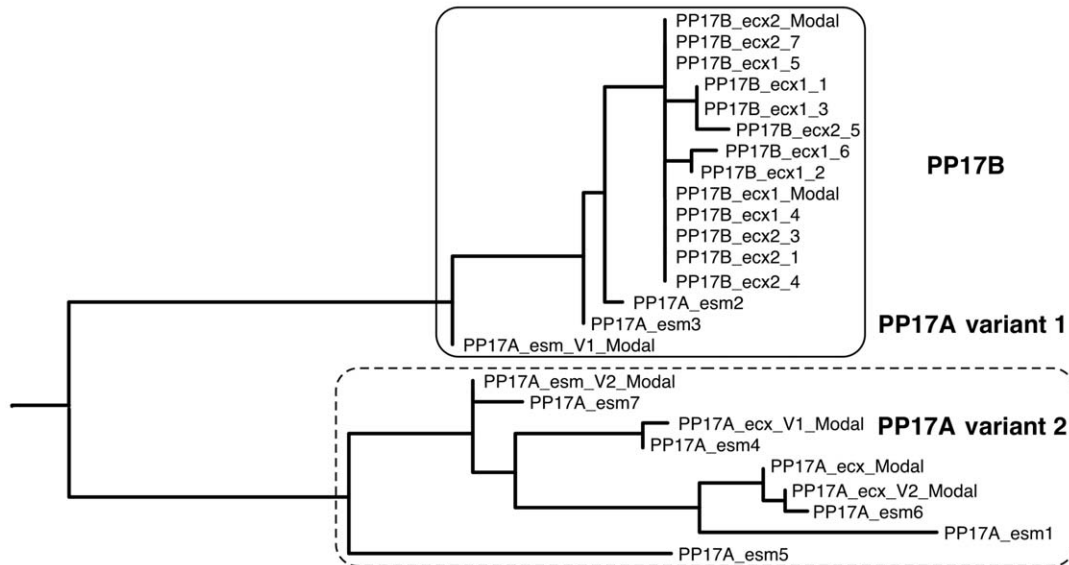 PP17B_ecx2_Modal
PP17B_ecx2_7
PP17B_ecx1_5
PP17B_ecx1_1
PP17B_ecx1_3
PP17B_ecx2_5
PP17B_ecx1_6
PP17B_ecx1_2
PP17B
PP17B_ecx1_Modal
PP17B_ecx1_4
PP17B_ecx2_3
PP17B_ecx2_1
PP17B_ecx2_4
PP17A_esm2
PP17A_esm3
PP17A variant 1
PP17A_esm_V1_Modal
PP17A_esm_V2_Modal
PP17A_esm7
PP17A_ecx_V1_Modal
PP17A variant 2
PP17A_esm4
PP17A_ecx_Modal
PP17A_ecx_V2_Modal
PP17A_esm6
PP17A_esm1
PP17A_esm5